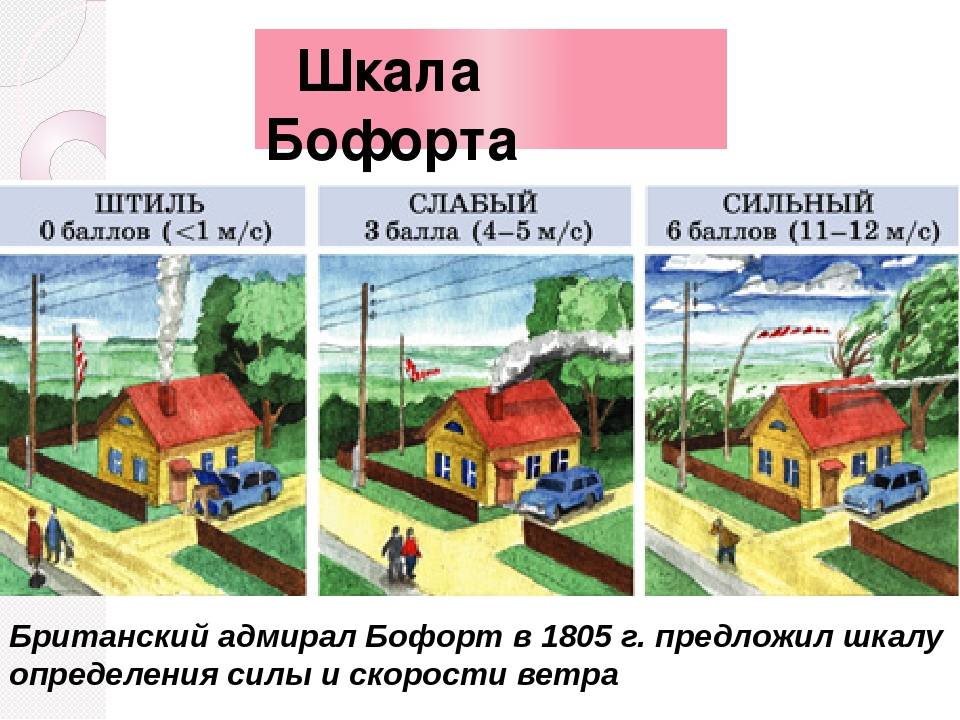 Шкала
Бофорта
ШТИЛЬ
0 баллов (<1 м/с)
СЛАБЫЙ
3 балла (4–5 м/с)
СИЛЬНЫЙ
6 баллов (11–12 м/с)
Британский адмирал Бофорт в 1805 г. предложил шкалу
определения силы и скорости ветра